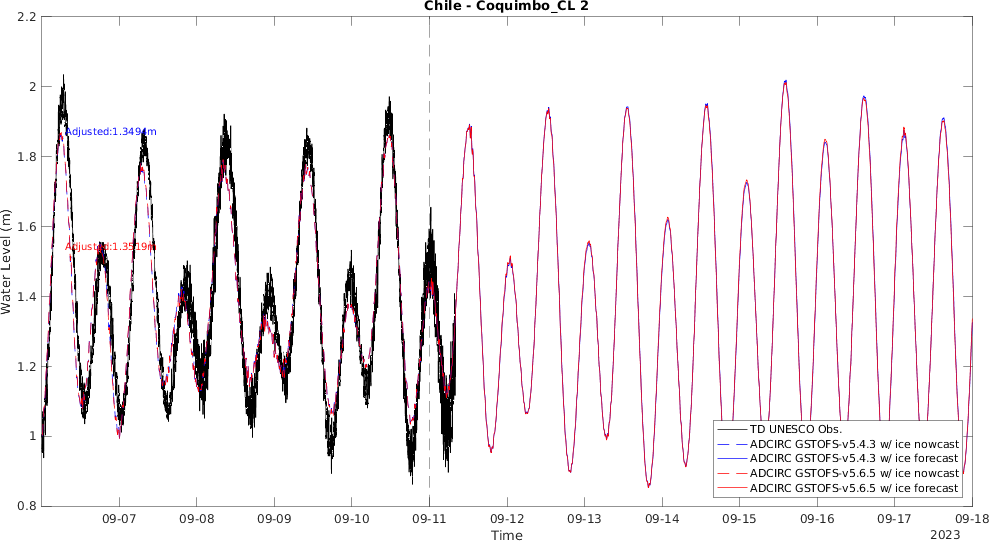 Chile - Coquimbo_CL 2
2.2
2
1.8
1.6
1.4
1.2
1
0.8
Water Level (m)
Adjusted:1.3494m
Adjusted:1.3519m
TD UNESCO Obs.
ADCIRC GSTOFS-v5.4.3 w/ ice nowcast
ADCIRC GSTOFS-v5.4.3 w/ ice forecast
ADCIRC GSTOFS-v5.6.5 w/ ice nowcast
ADCIRC GSTOFS-v5.6.5 w/ ice forecast
09-07 09-08 09-09 09-10 09-11 09-12 09-13 09-14 09-15 09-16 09-17 09-18
Time
2023